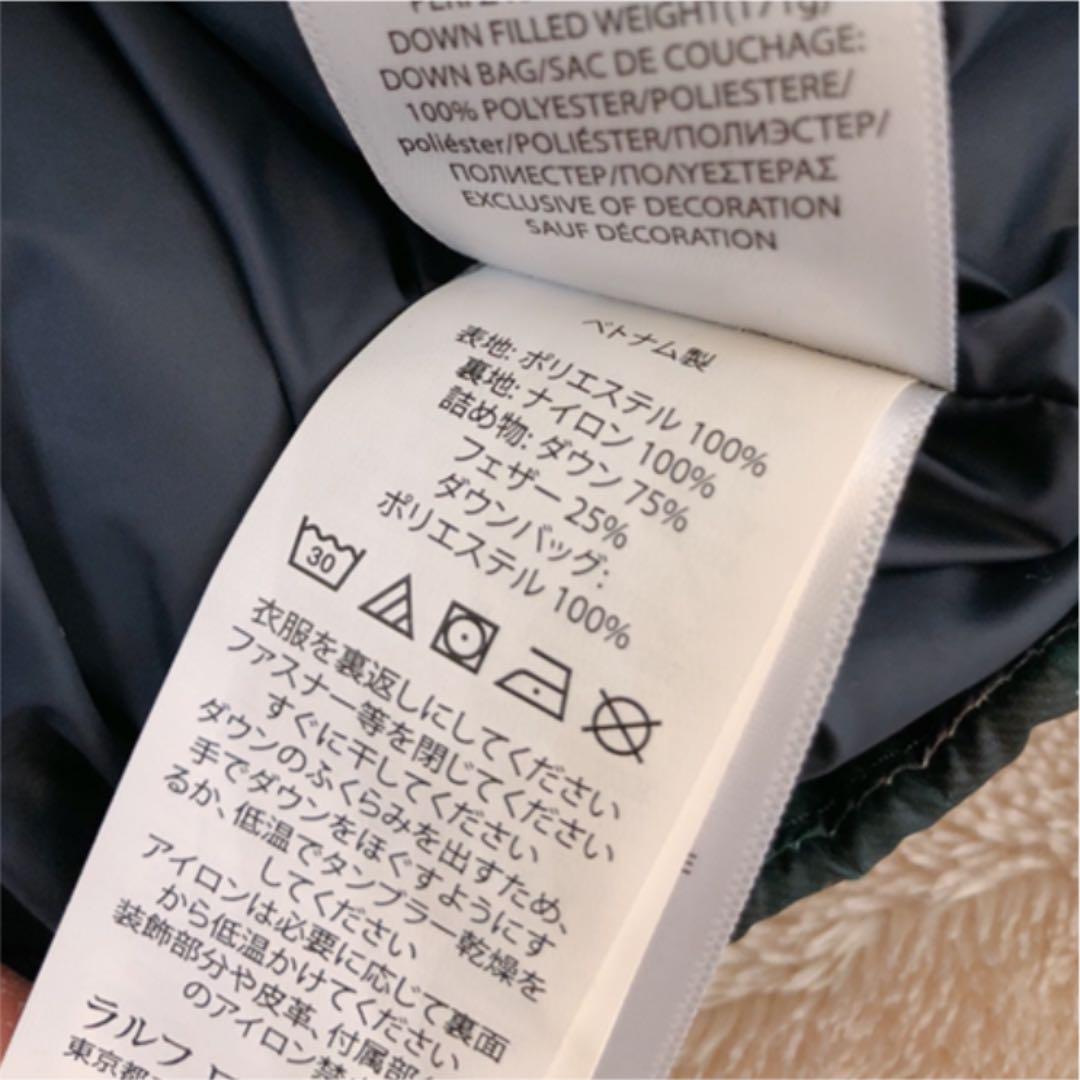 DOWN FILLED WEIGHT(171g)
DOWN BAG/SAC DE COUCHAGE:
100% POLYESTER/POLIESTERE/
poliéster/POLIÉSTER/ПОЛИЭСТЕР/
ПОЛИЕСТЕР/ΠΟΛΥΕΣΤΕΡΑΣ
EXCLUSIVE OF DECORATION
SAUF DÉCORATION
ベトナム製
表地: ポリエステル 100%
裏地: ナイロン 100%
詰め物: ダウン 75%
フェザー 25%
ダウンバッグ:
ポリエステル 100%
30
衣服を裏返しにしてください
ファスナー等を閉じてください
すぐに干してください
ダウンのふくらみを出すため、
手でダウンをほぐすようにす
るか、低温でタンブラー乾燥を
してください
アイロンは必要に応じて裏面
から低温かけてください
装飾部分や皮革、付属部
のアイロン禁
ラルフ
東京都